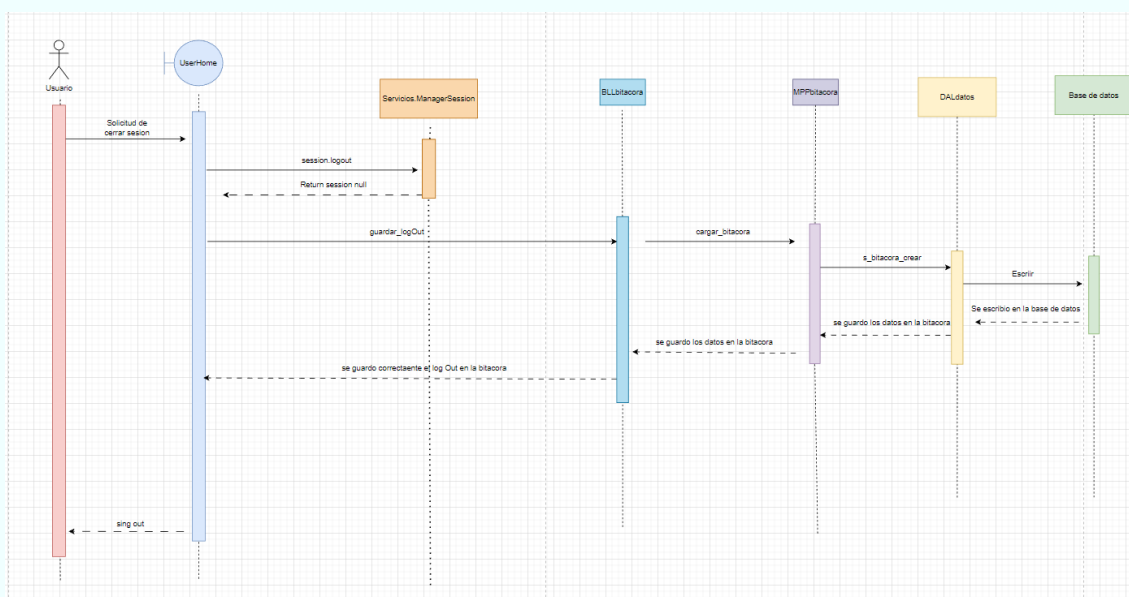 Usuario
UserHome
Servicios.ManagerSession
BLLbitacora
MPPbitacora
DALdatos
Base de datos
Solicitud de
cerrar sesion
session.logout
Return session null
guardar_logOut
cargar_bitacora
s_bitacora_crear
Escriir
Se escribio en la base de datos
se guardo los datos en la bitacora
se guardo los datos en la bitacora
se guardo correctaente el log Out en la bitacora
sing out